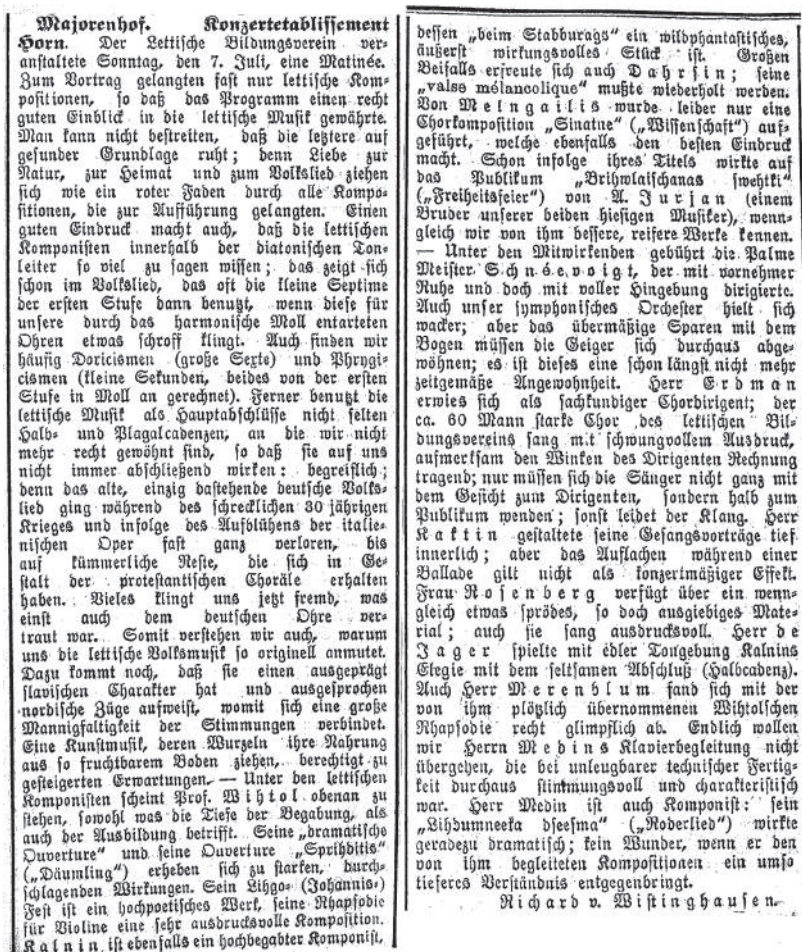 Majorenhof. Konzertetablissement
Horn. Der Lettische Bildungsverein ver-
anstaltete Sonntag, den 7. Juli, eine Matinée.
Zum Vortrag gelangten fast nur lettische Kom-
positionen, so daß das Programm einen recht
guten Einblick in die lettische Musik gewährte.
Man kann nicht bestreiten, daß die letztere auf
gesunder Grundlage ruht; denn Liebe zur
Natur, zur Heimat und zum Volkslied ziehen
sich wie ein roter Faden durch alle Kompo-
sitionen, die zur Aufführung gelangten. Einen
guten Eindruck macht auch, daß die lettischen
Komponisten innerhalb der diatonischen Ton-
leiter so viel zu sagen wissen; das zeigt sich
schon im Volkslied, das oft die kleine Septime
der ersten Stufe dann benutzt, wenn diese für
unsere durch das harmonische Moll entarteten
Ohren etwas schroff klingt. Auch finden wir
häufig Doricismen (große Sexte) und Phrygi-
cismen (kleine Sekunden, beides von der ersten
Stufe in Moll an gerechnet). Ferner benutzt die
lettische Musik als Hauptabschlüsse nicht selten
Halb- und Plagalcadenzen, an die wir nicht
mehr recht gewöhnt sind, so daß sie auf uns
nicht immer abschließend wirken: begreiflich;
denn das alte, einzig dastehende deutsche Volks-
lied ging während des schrecklichen 30 jährigen
Krieges und infolge des Aufblühens der italie-
nischen Oper fast ganz verloren, bis
auf kümmerliche Reste, die sich in Ge-
stalt der protestantischen Choräle erhalten
haben. Vieles klingt uns jetzt fremd, was
einst auch dem deutschen Ohre ver-
traut war. Somit verstehen wir auch, warum
uns die lettische Volksmusik so originell anmutet.
Dazu kommt noch, daß sie einen ausgeprägt
slavischen Charakter hat und ausgesprochen
nordische Züge aufweist, womit sich eine große
Mannigfaltigkeit der Stimmungen verbindet.
Eine Kunstmusik, deren Wurzeln ihre Nahrung
aus so fruchtbarem Boden ziehen, berechtigt zu
gesteigerten Erwartungen. — Unter den lettischen
Komponisten scheint Prof. Wihtol obenan zu
stehen, sowohl was die Tiefe der Begabung, als
auch der Ausbildung betrifft. Seine „dramatische
Ouverture“ und seine Ouverture „Sprihditis“
(„Däumling“) erheben sich zu starken, durch-
schlagenden Wirkungen. Sein Lihgo- (Johannis-)
Fest ist ein hochpoetisches Werk, seine Rhapsodie
für Violine eine sehr ausdrucksvolle Komposition.
Kalnin ist ebenfalls ein hochbegabter Komponist,
dessen „beim Stabburags“ ein wildphantastisches,
äußerst wirkungsvolles Stück ist. Großen
Beifalls erfreute sich auch Dahrsin; seine
„valse mélancolique“ mußte wiederholt werden.
Von Melngailis wurde leider nur eine
Chorkomposition „Sinatne“ („Wissenschaft“) auf-
geführt, welche ebenfalls den besten Eindruck
macht. Schon infolge ihres Titels wirkte auf
das Publikum „Brihwlaischanas swehtki“
(„Freiheitsfeier“) von A. Jurjan (einem
Bruder unserer beiden hiesigen Musiker), wenn-
gleich wir von ihm bessere, reifere Werke kennen.
— Unter den Mitwirkenden gebührt die Palme
Meister Schnéevoigt, der mit vornehmer
Ruhe und doch mit voller Hingebung dirigierte.
Auch unser symphonisches Orchester hielt sich
wacker; aber das übermäßige Sparen mit dem
Bogen müssen die Geiger sich durchaus abge-
wöhnen; es ist dieses eine schon längst nicht mehr
zeitgemäße Angewohnheit. Herr Erdman
erwies sich als sachkundiger Chordirigent; der
ca. 60 Mann starke Chor des lettischen Bil-
dungsvereins sang mit schwungvollem Ausdruck,
aufmerksam den Winken des Dirigenten Rechnung
tragend; nur müssen sich die Sänger nicht ganz mit
dem Gesicht zum Dirigenten, sondern halb zum
Publikum wenden; sonst leidet der Klang. Herr
Kaktin gestaltete seine Gesangsvorträge tief
innerlich; aber das Auflachen während einer
Ballade gilt nicht als konzertmäßiger Effekt.
Frau Rosenberg verfügt über ein wenn-
gleich etwas sprödes, so doch ausgiebiges Mate-
rial; auch sie sang ausdrucksvoll. Herr de
Jager spielte mit edler Tongebung Kalnins
Elegie mit dem seltsamen Abschluß (Halbcadenz).
Auch Herr Merenblum fand sich mit der
von ihm plötzlich übernommenen Wihtolschen
Rhapsodie recht glimpflich ab. Endlich wollen
wir Herrn Medins Klavierbegleitung nicht
übergehen, die bei unleugbarer technischer Fertig-
keit durchaus stimmungsvoll und charakteristisch
war. Herr Medin ist auch Komponist: sein
„Lihdumneeka dseesma“ („Roderlied“) wirkte
geradezu dramatisch; kein Wunder, wenn er den
von ihm begleiteten Kompositionen ein umso
tieferes Verständnis entgegenbringt.
Richard v. Wistinghausen.